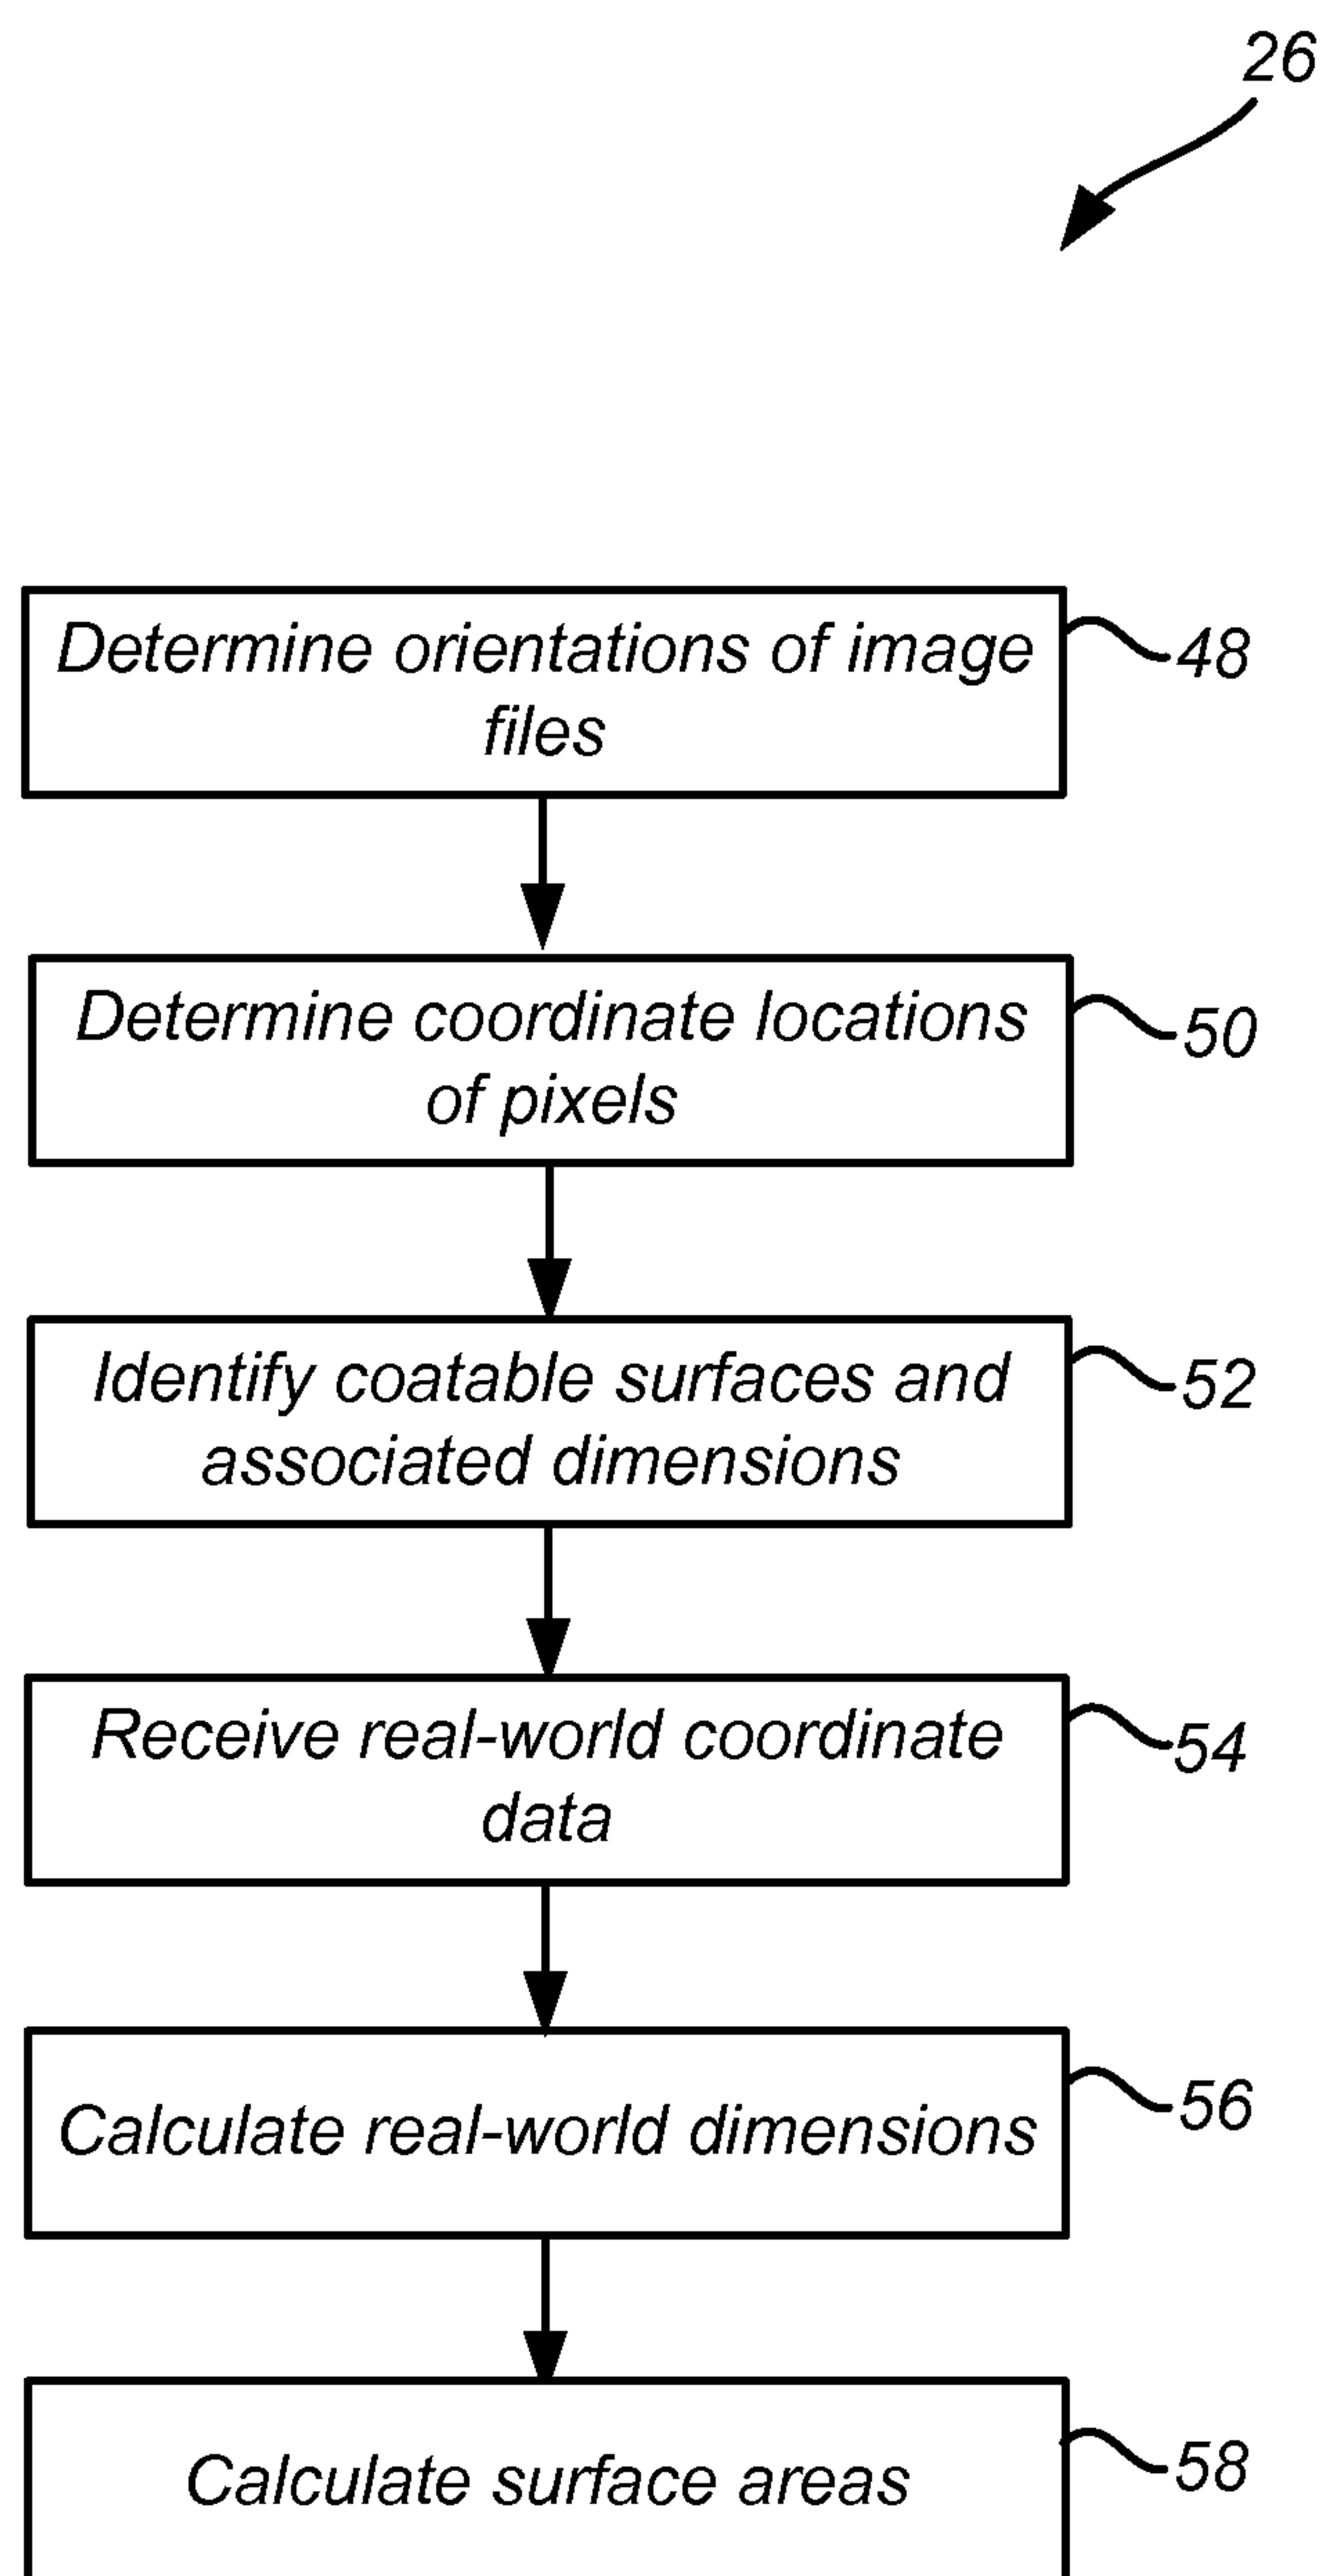 26
Determine orientations of image
files
48
Determine coordinate locations
of pixels
50
Identify coatable surfaces and
associated dimensions
52
Receive real-world coordinate
data
54
Calculate real-world dimensions
56
Calculate surface areas
58